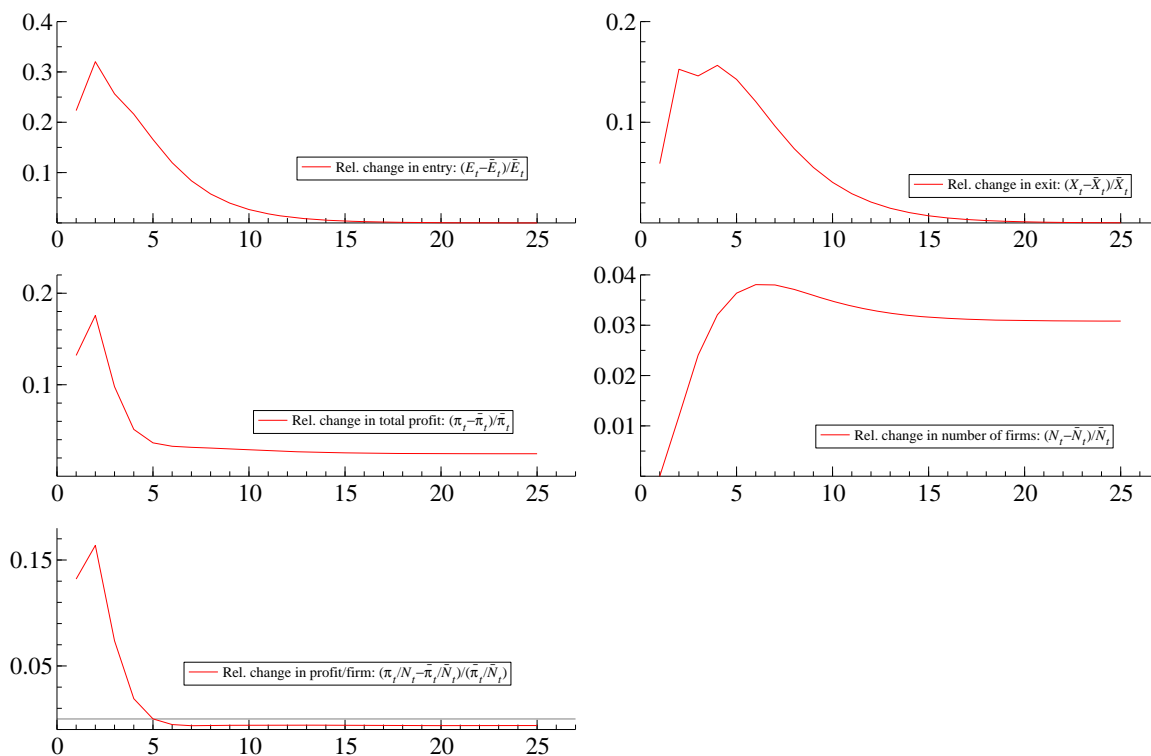 0.4
0.3
0.2
0.1
0 5 10 15 20 25
Rel. change in entry: (E_t−Ē_t)/Ē_t
0.2
0.1
0 5 10 15 20 25
Rel. change in exit: (X_t−X̄_t)/X̄_t
0.2
0.1
0 5 10 15 20 25
Rel. change in total profit: (π_t−π̄_t)/π̄_t
0.04
0.03
0.02
0.01
0 5 10 15 20 25
Rel. change in number of firms: (N_t−N̄_t)/N̄_t
0.15
0.05
0 5 10 15 20 25
Rel. change in profit/firm: (π_t/N_t−π̄_t/N̄_t)/(π̄_t/N̄_t)